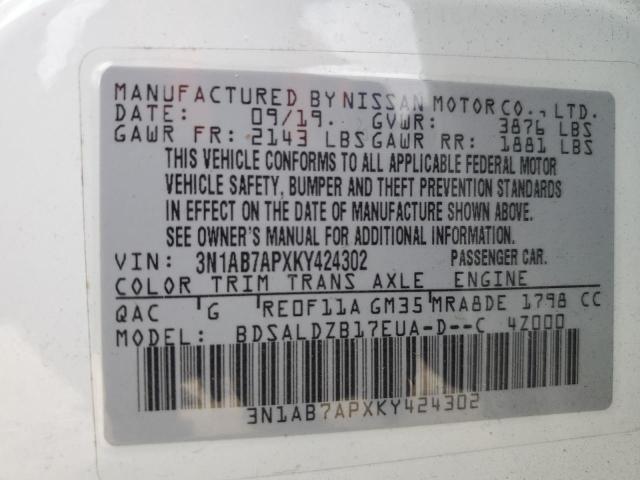 MANUFACTURED BY NISSAN MOTOR CO., LTD.
DATE: 09/19. GVWR: 3876 LBS
GAWR FR: 2143 LBS GAWR RR: 1881 LBS
THIS VEHICLE CONFORMS TO ALL APPLICABLE FEDERAL MOTOR
VEHICLE SAFETY, BUMPER AND THEFT PREVENTION STANDARDS
IN EFFECT ON THE DATE OF MANUFACTURE SHOWN ABOVE.
SEE OWNER'S MANUAL FOR ADDITIONAL INFORMATION.
VIN: 3N1AB7APXKY424302 PASSENGER CAR.
COLOR TRIM TRANS AXLE ENGINE
QAC G RE0F11A GM35 MRA8DE 1798 CC
MODEL: BDSALDZB17EUA-D--C 4Z000
3N1AB7APXKY424302